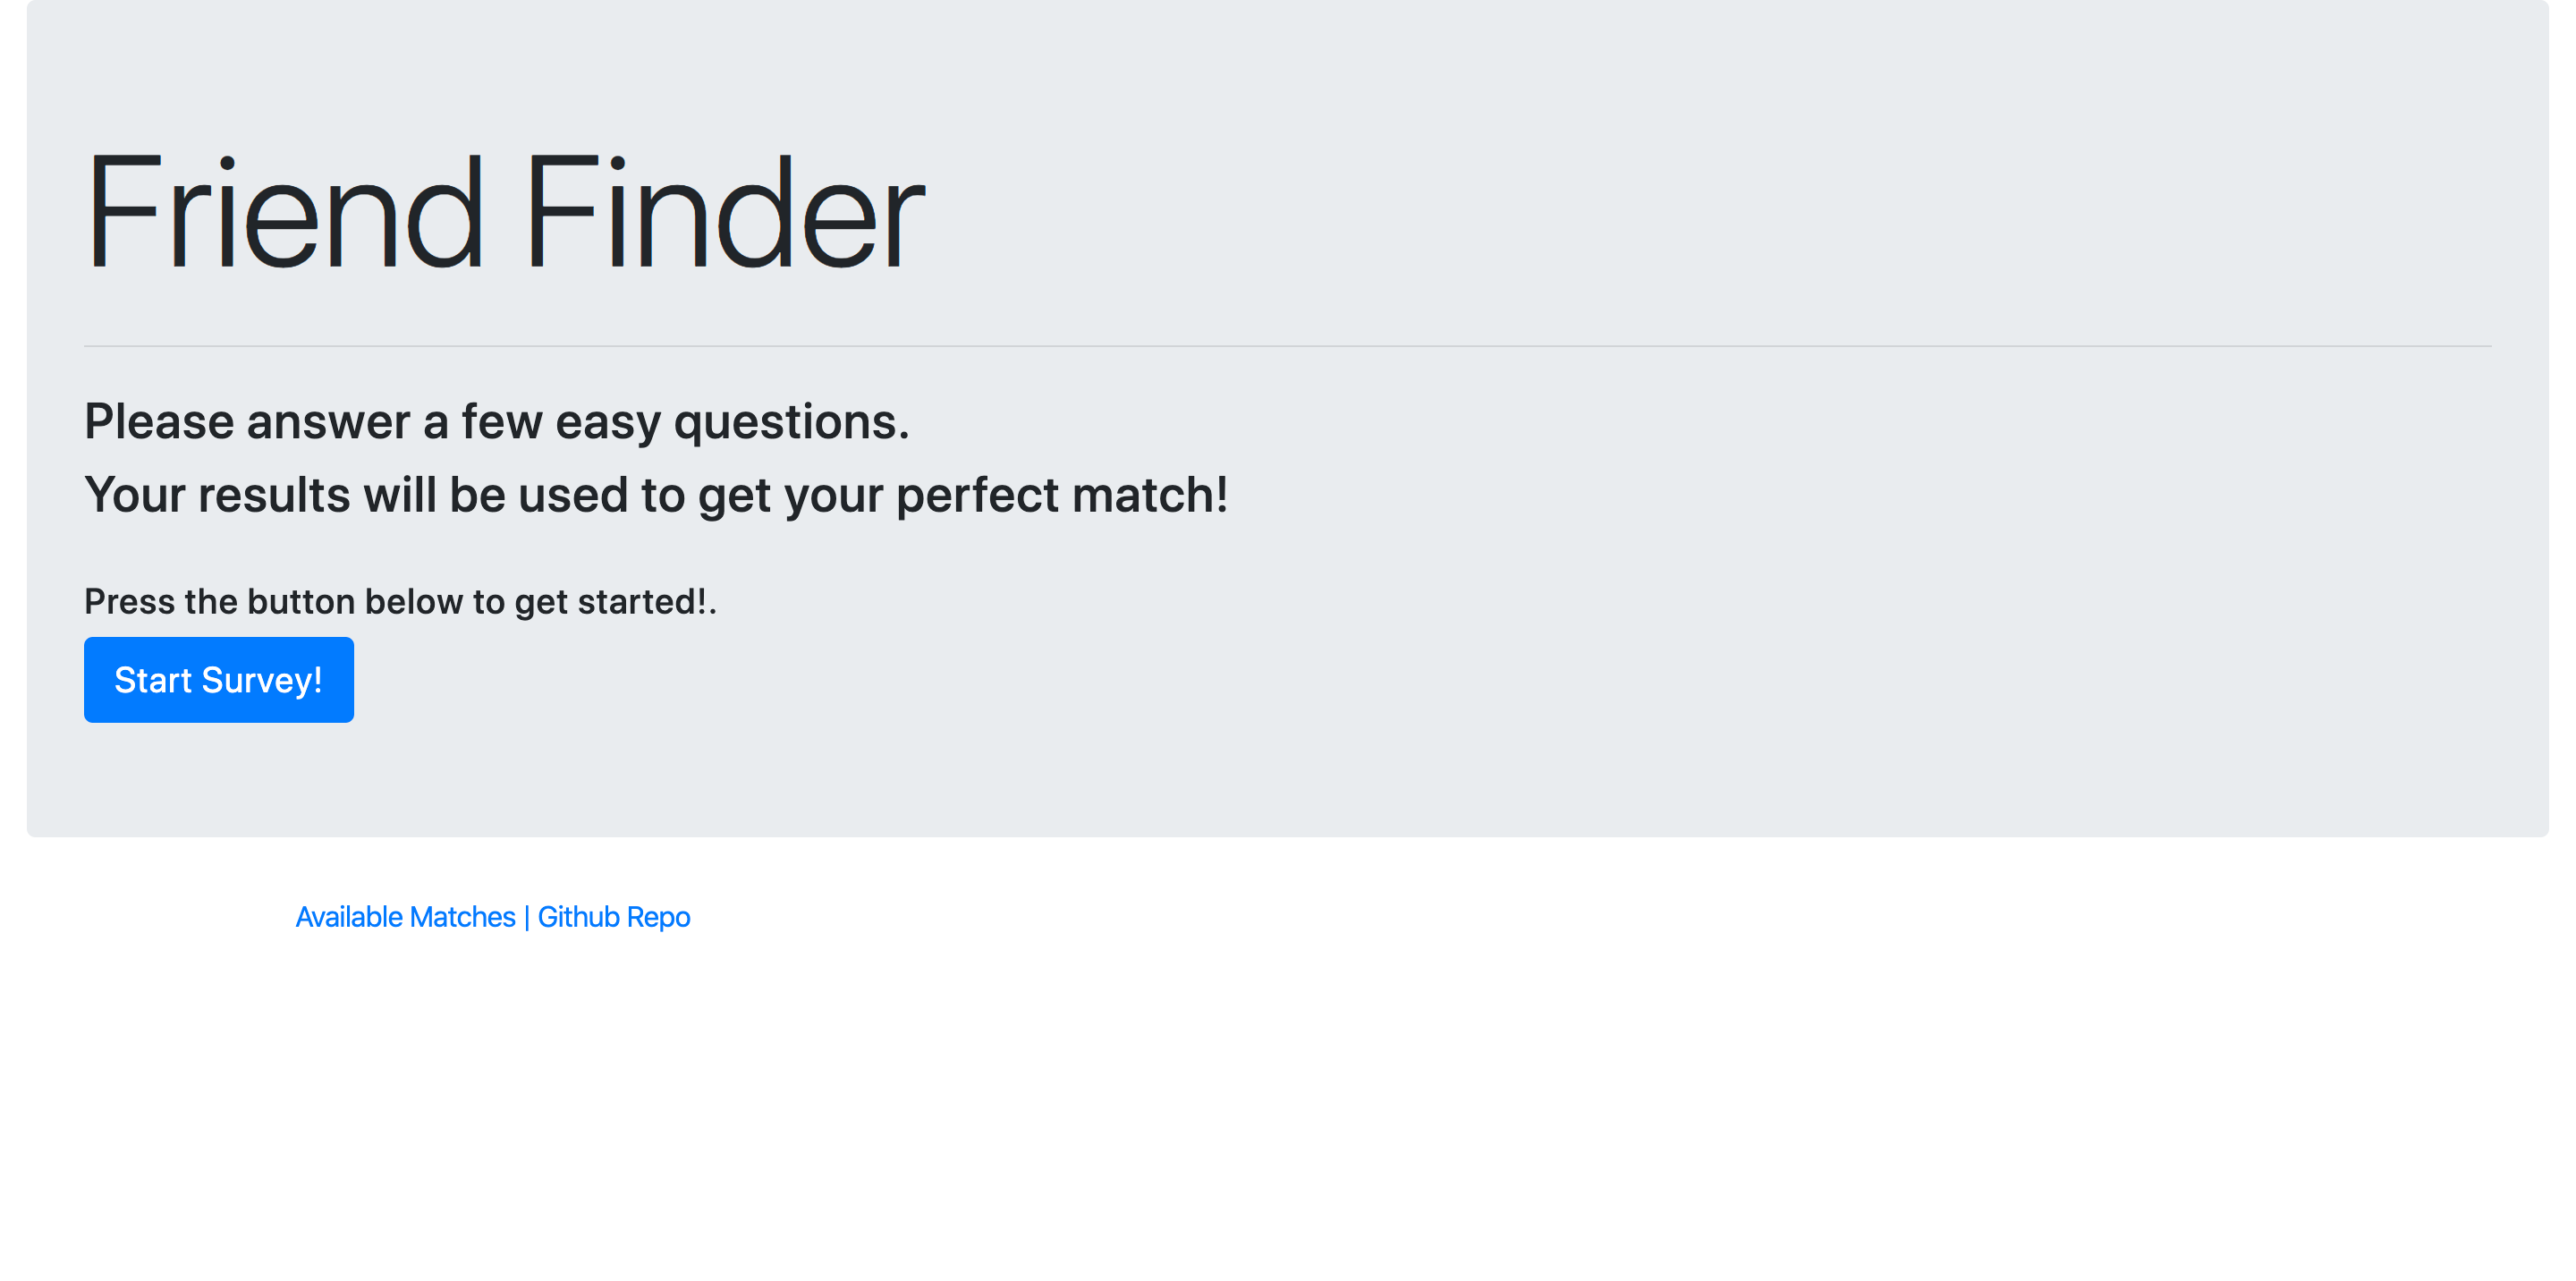 Friend Finder
Please answer a few easy questions.
Your results will be used to get your perfect match!
Press the button below to get started!.
Start Survey!
Available Matches | Github Repo